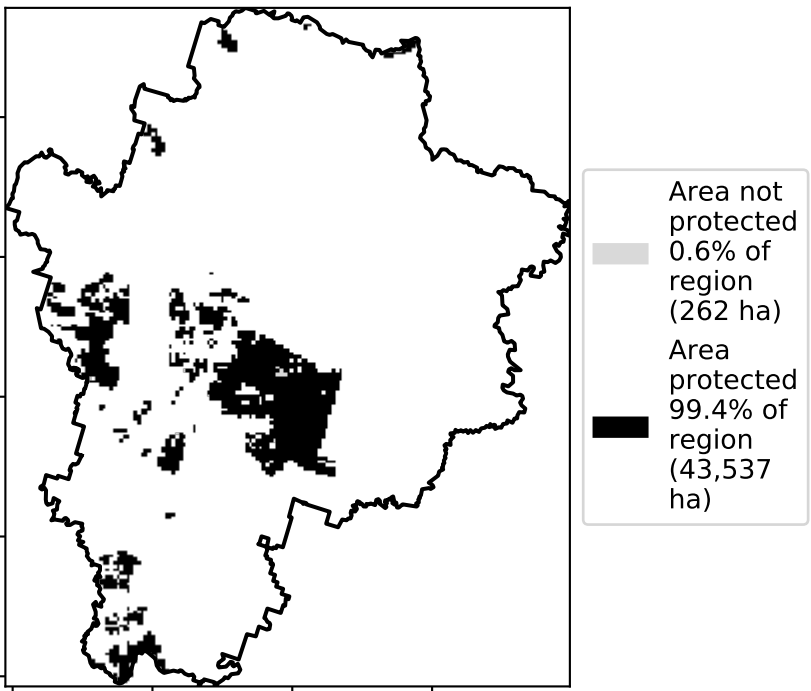 Area not
protected
0.6% of
region
(262 ha)
Area
protected
99.4% of
region
(43,537
ha)